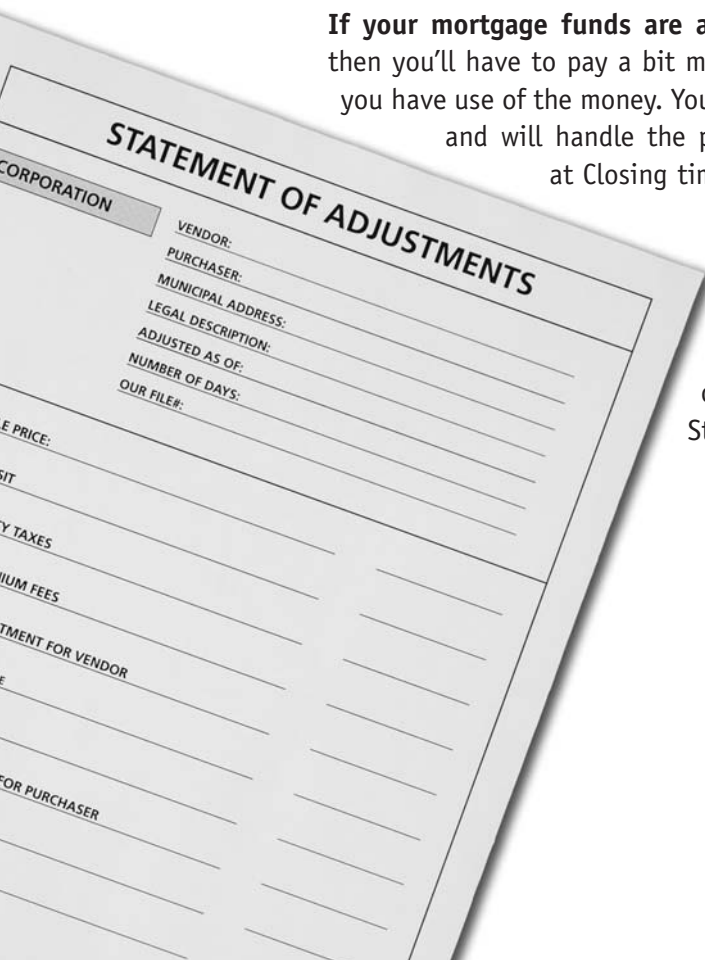 If your mortgage funds are a
then you'll have to pay a bit m
you have use of the money. You
and will handle the p
at Closing tin
STATEMENT OF ADJUSTMENTS
CORPORATION
VENDOR:
PURCHASER:
MUNICIPAL ADDRESS:
LEGAL DESCRIPTION:
ADJUSTED AS OF:
NUMBER OF DAYS:
OUR FILE#:
St
E PRICE:
SIT
Y TAXES
IUM FEES
TMENT FOR VENDOR
E
FOR PURCHASER